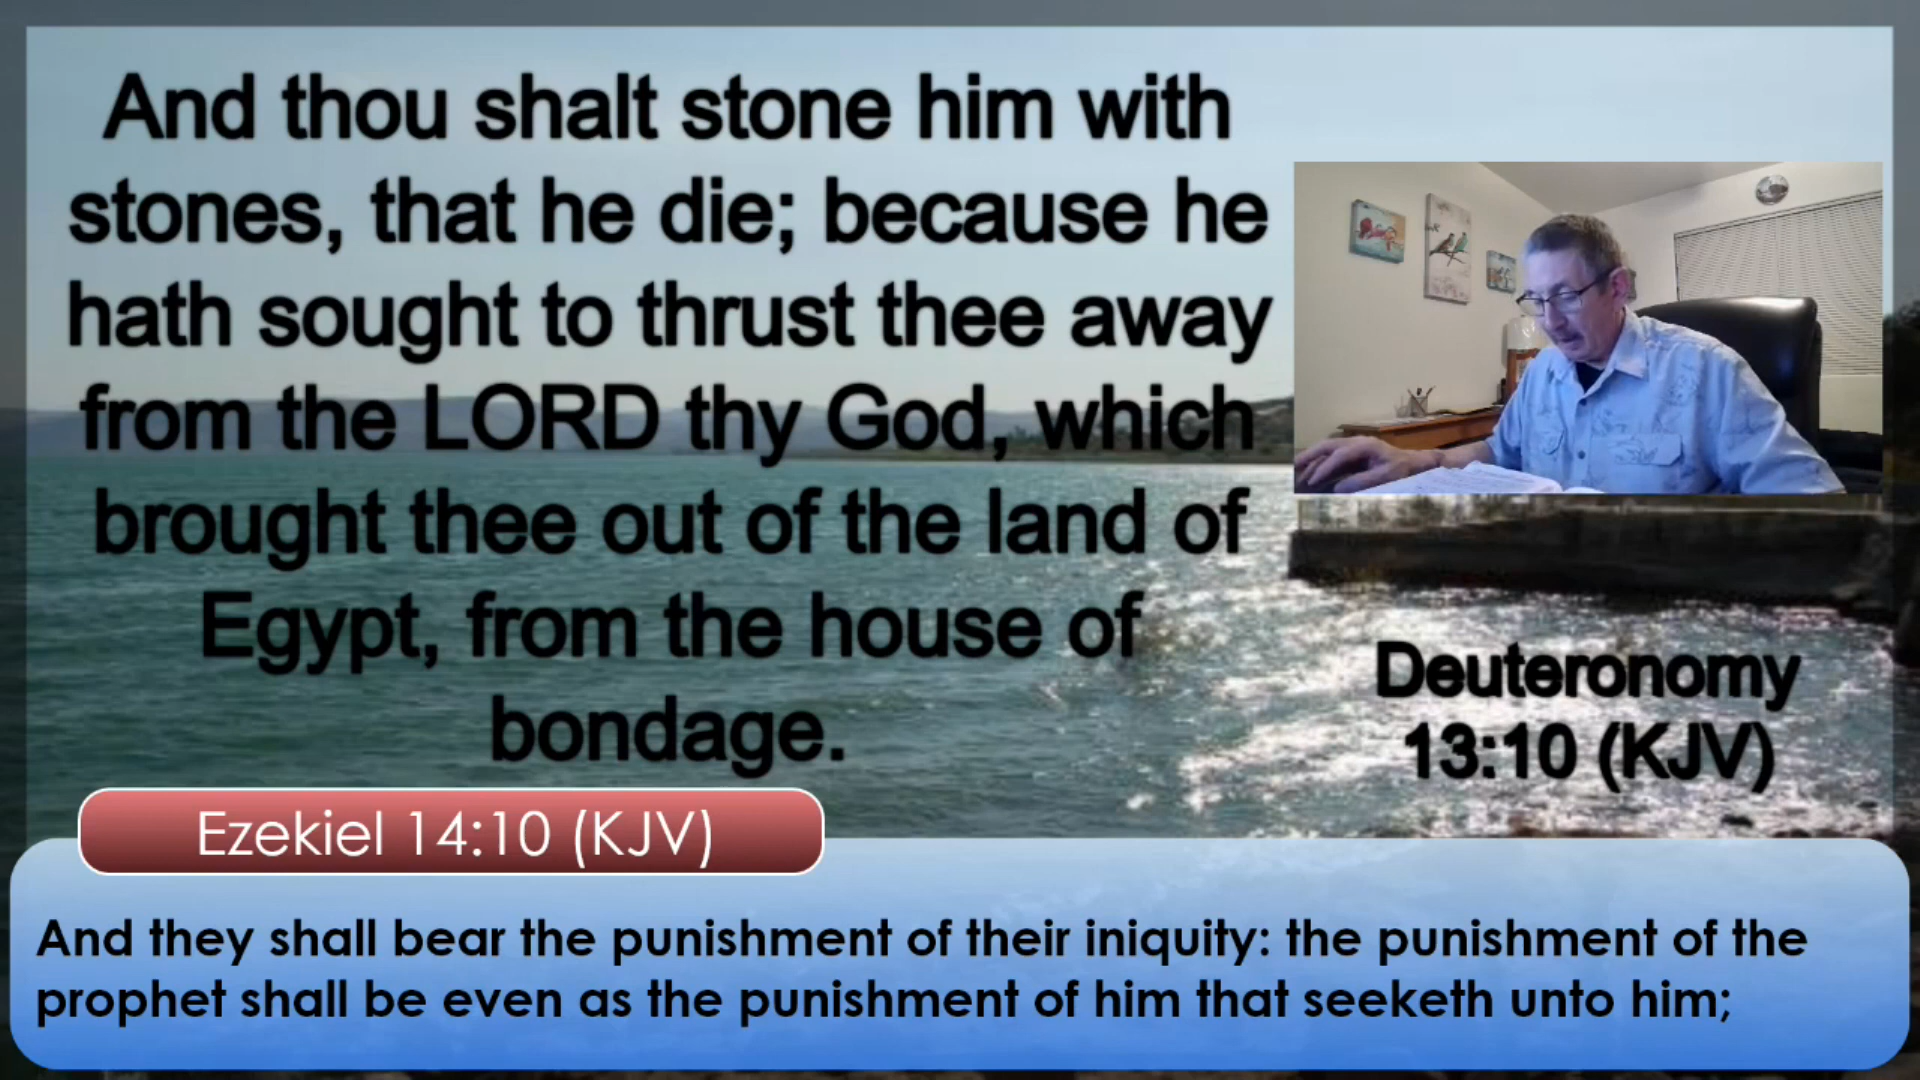 And thou shalt stone him with
stones, that he die; because he
hath sought to thrust thee away
from the LORD thy God, which
brought thee out of the land of
Egypt, from the house of
bondage.
Deuteronomy
13:10 (KJV)
Ezekiel 14:10 (KJV)
And they shall bear the punishment of their iniquity: the punishment of the
prophet shall be even as the punishment of him that seeketh unto him;